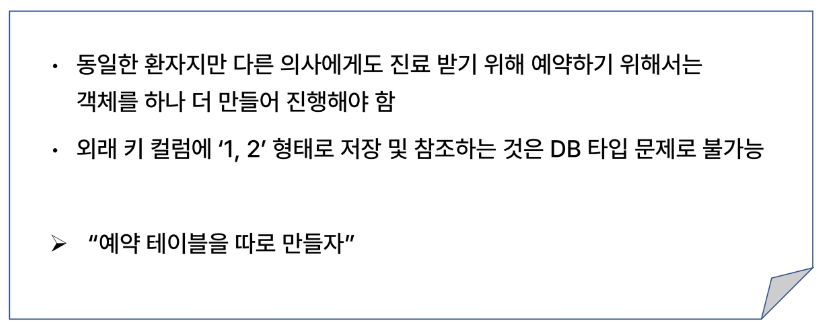 • 동일한 환자지만 다른 의사에게도 진료 받기 위해 예약하기 위해서는
객체를 하나 더 만들어 진행해야 함
• 외래 키 컬럼에 ‘1, 2’ 형태로 저장 및 참조하는 것은 DB 타입 문제로 불가능
➢ “예약 테이블을 따로 만들자”